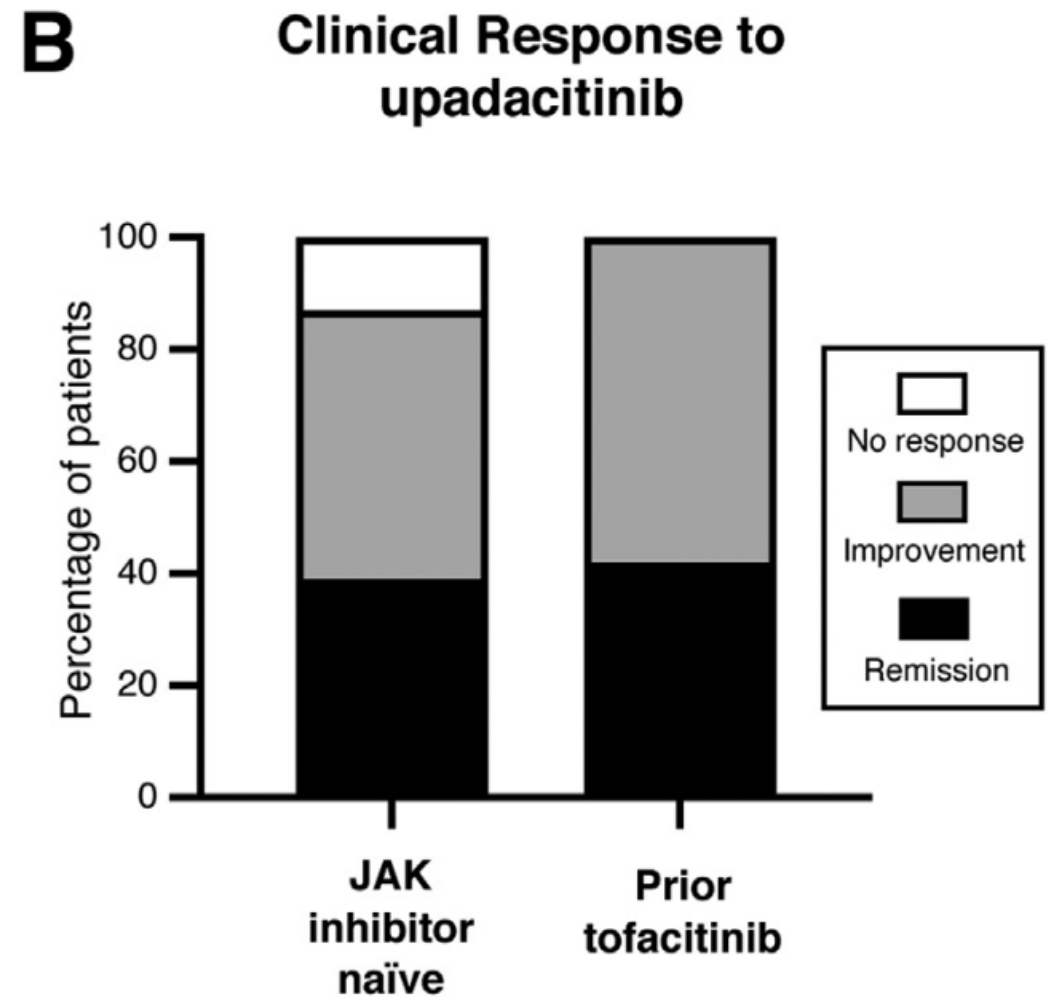 B
Clinical Response to
upadacitinib
Percentage of patients
100
80
60
40
20
0
JAK
inhibitor
naïve
Prior
tofacitinib
No response
Improvement
Remission